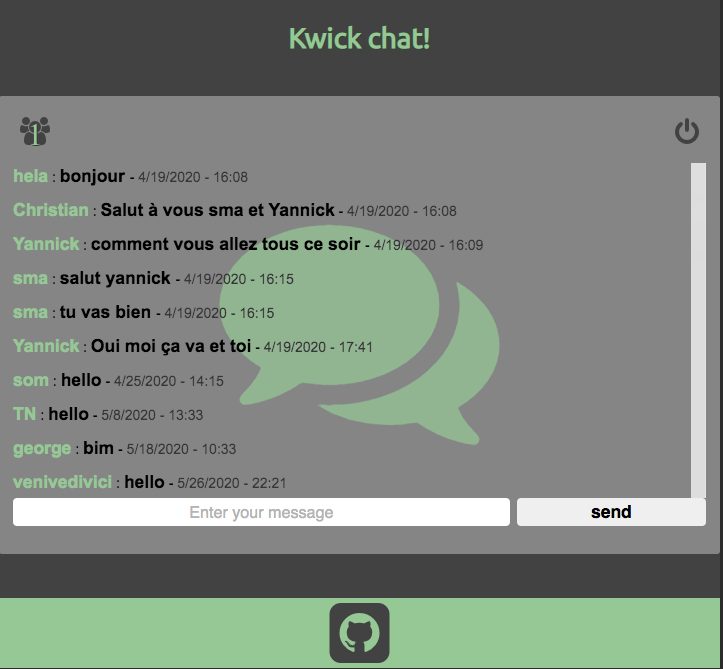 Kwick chat!
1
hela : bonjour - 4/19/2020 - 16:08
Christian : Salut à vous sma et Yannick - 4/19/2020 - 16:08
Yannick : comment vous allez tous ce soir - 4/19/2020 - 16:09
sma : salut yannick - 4/19/2020 - 16:15
sma : tu vas bien - 4/19/2020 - 16:15
Yannick : Oui moi ça va et toi - 4/19/2020 - 17:41
som : hello - 4/25/2020 - 14:15
TN : hello - 5/8/2020 - 13:33
george : bim - 5/18/2020 - 10:33
venivedivici : hello - 5/26/2020 - 22:21
Enter your message send